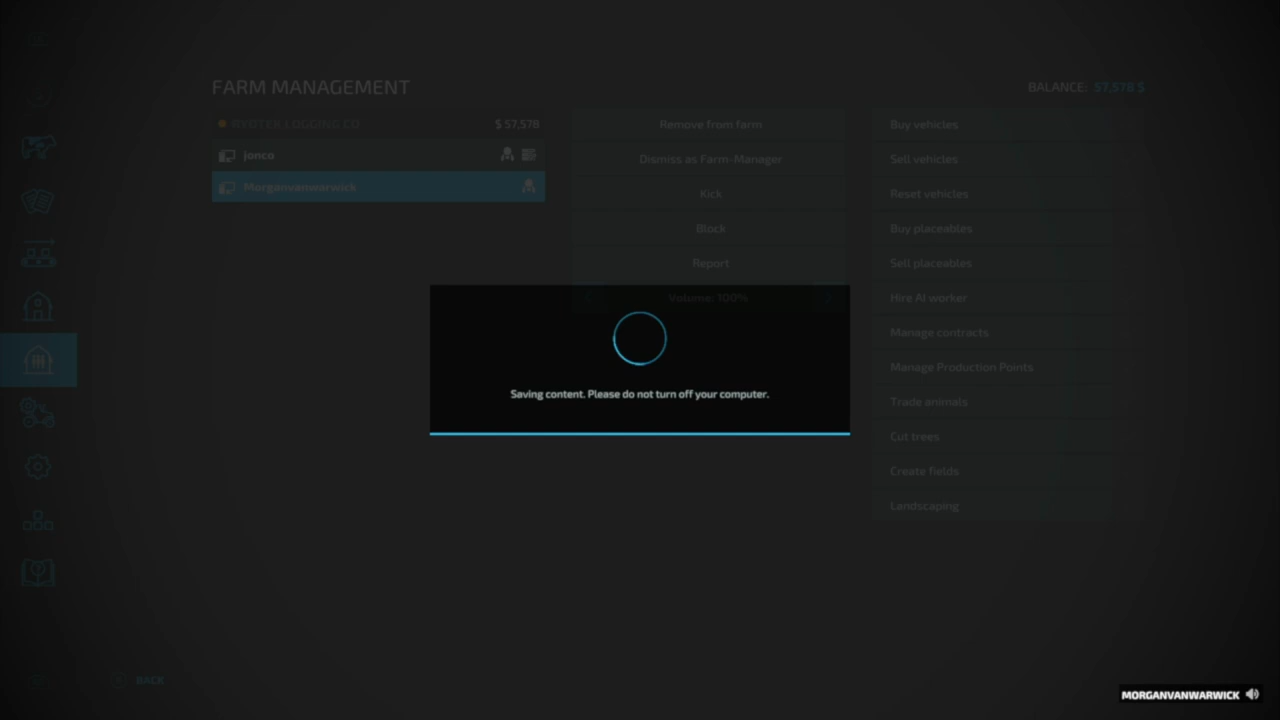 FARM MANAGEMENT
BALANCE: 57,578 $
RYDTEK LOGGING CO $ 57,578
jonco
Morganvanwarwick
Remove from farm
Dismiss as Farm-Manager
Kick
Block
Report
Volume: 100%
Buy vehicles
Sell vehicles
Reset vehicles
Buy placeables
Sell placeables
Hire AI worker
Manage contracts
Manage Production Points
Trade animals
Cut trees
Create fields
Landscaping
Saving content. Please do not turn off your computer.
BACK
MORGANVANWARWICK